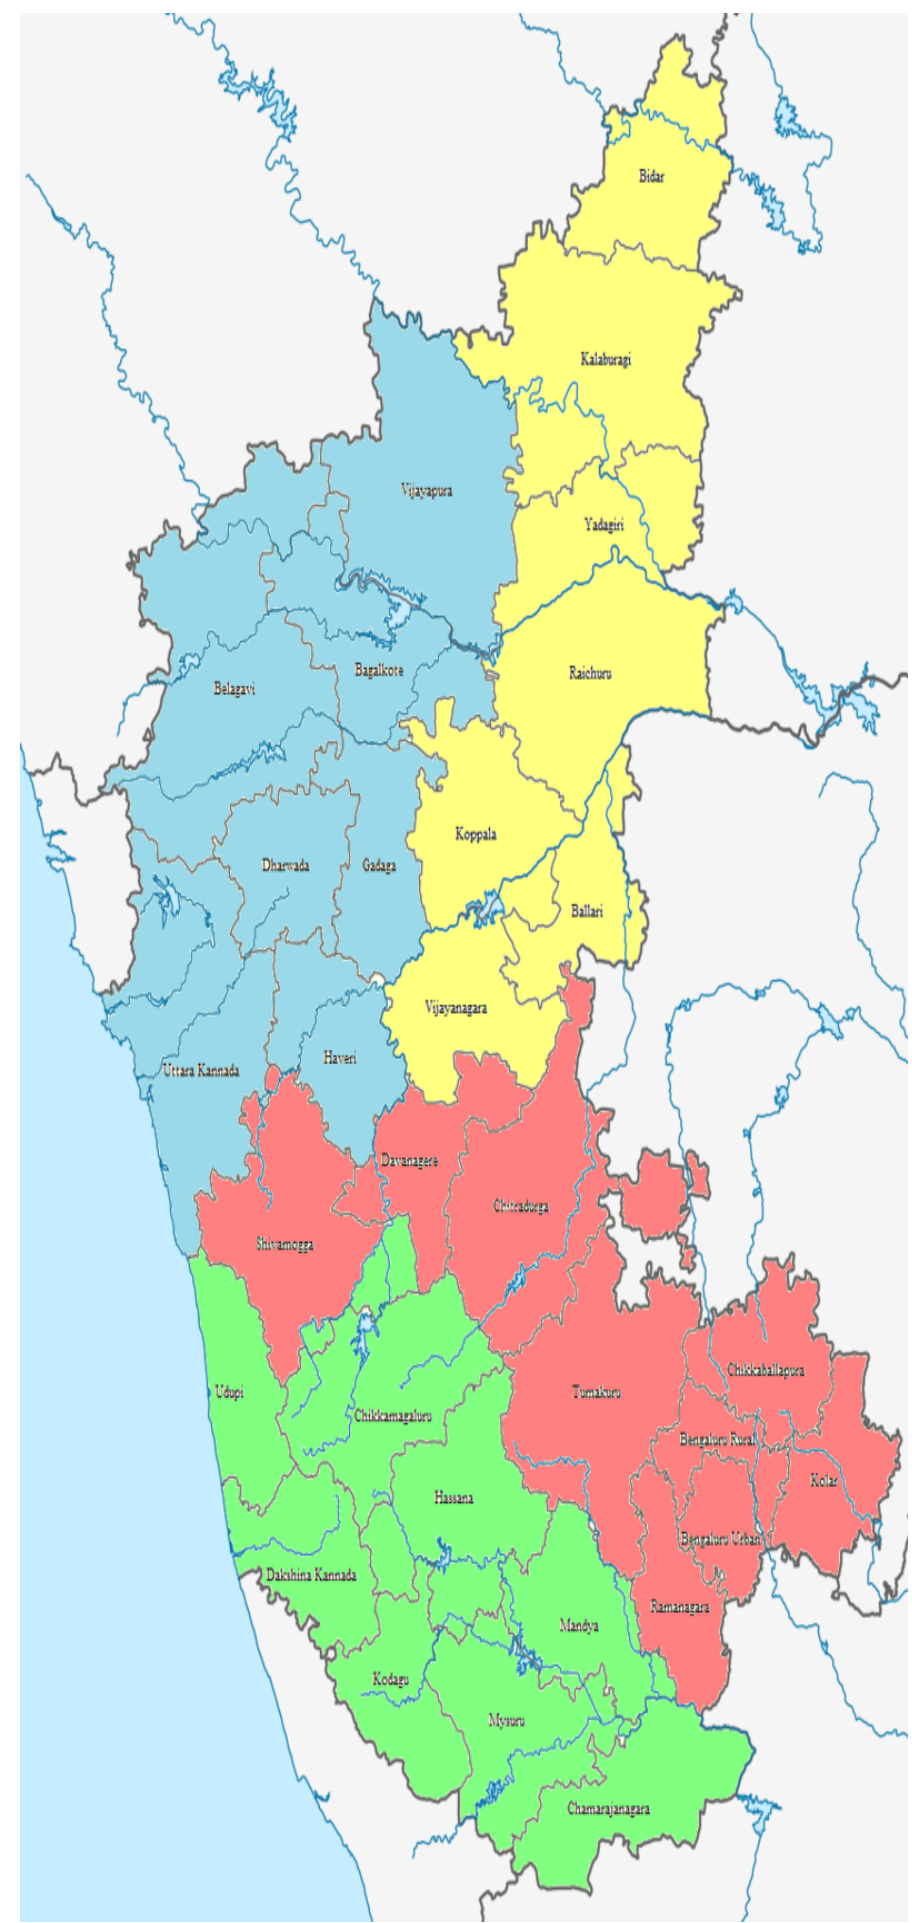 Bidar
Kalaburagi
Vijayapura
Yadagiri
Bagalkote
Raichuru
Belagavi
Koppala
Dharwada
Gadaga
Ballari
Vijayanagara
Haveri
Uttara Kannada
Davanagere
Chitradurga
Shivamogga
Chikkaballapura
Udupi
Tumakuru
Chikkamagaluru
Bengaluru Rural
Kolar
Hassana
Bengaluru Urban
Dakshina Kannada
Ramanagara
Mandya
Kodagu
Mysuru
Chamarajanagara